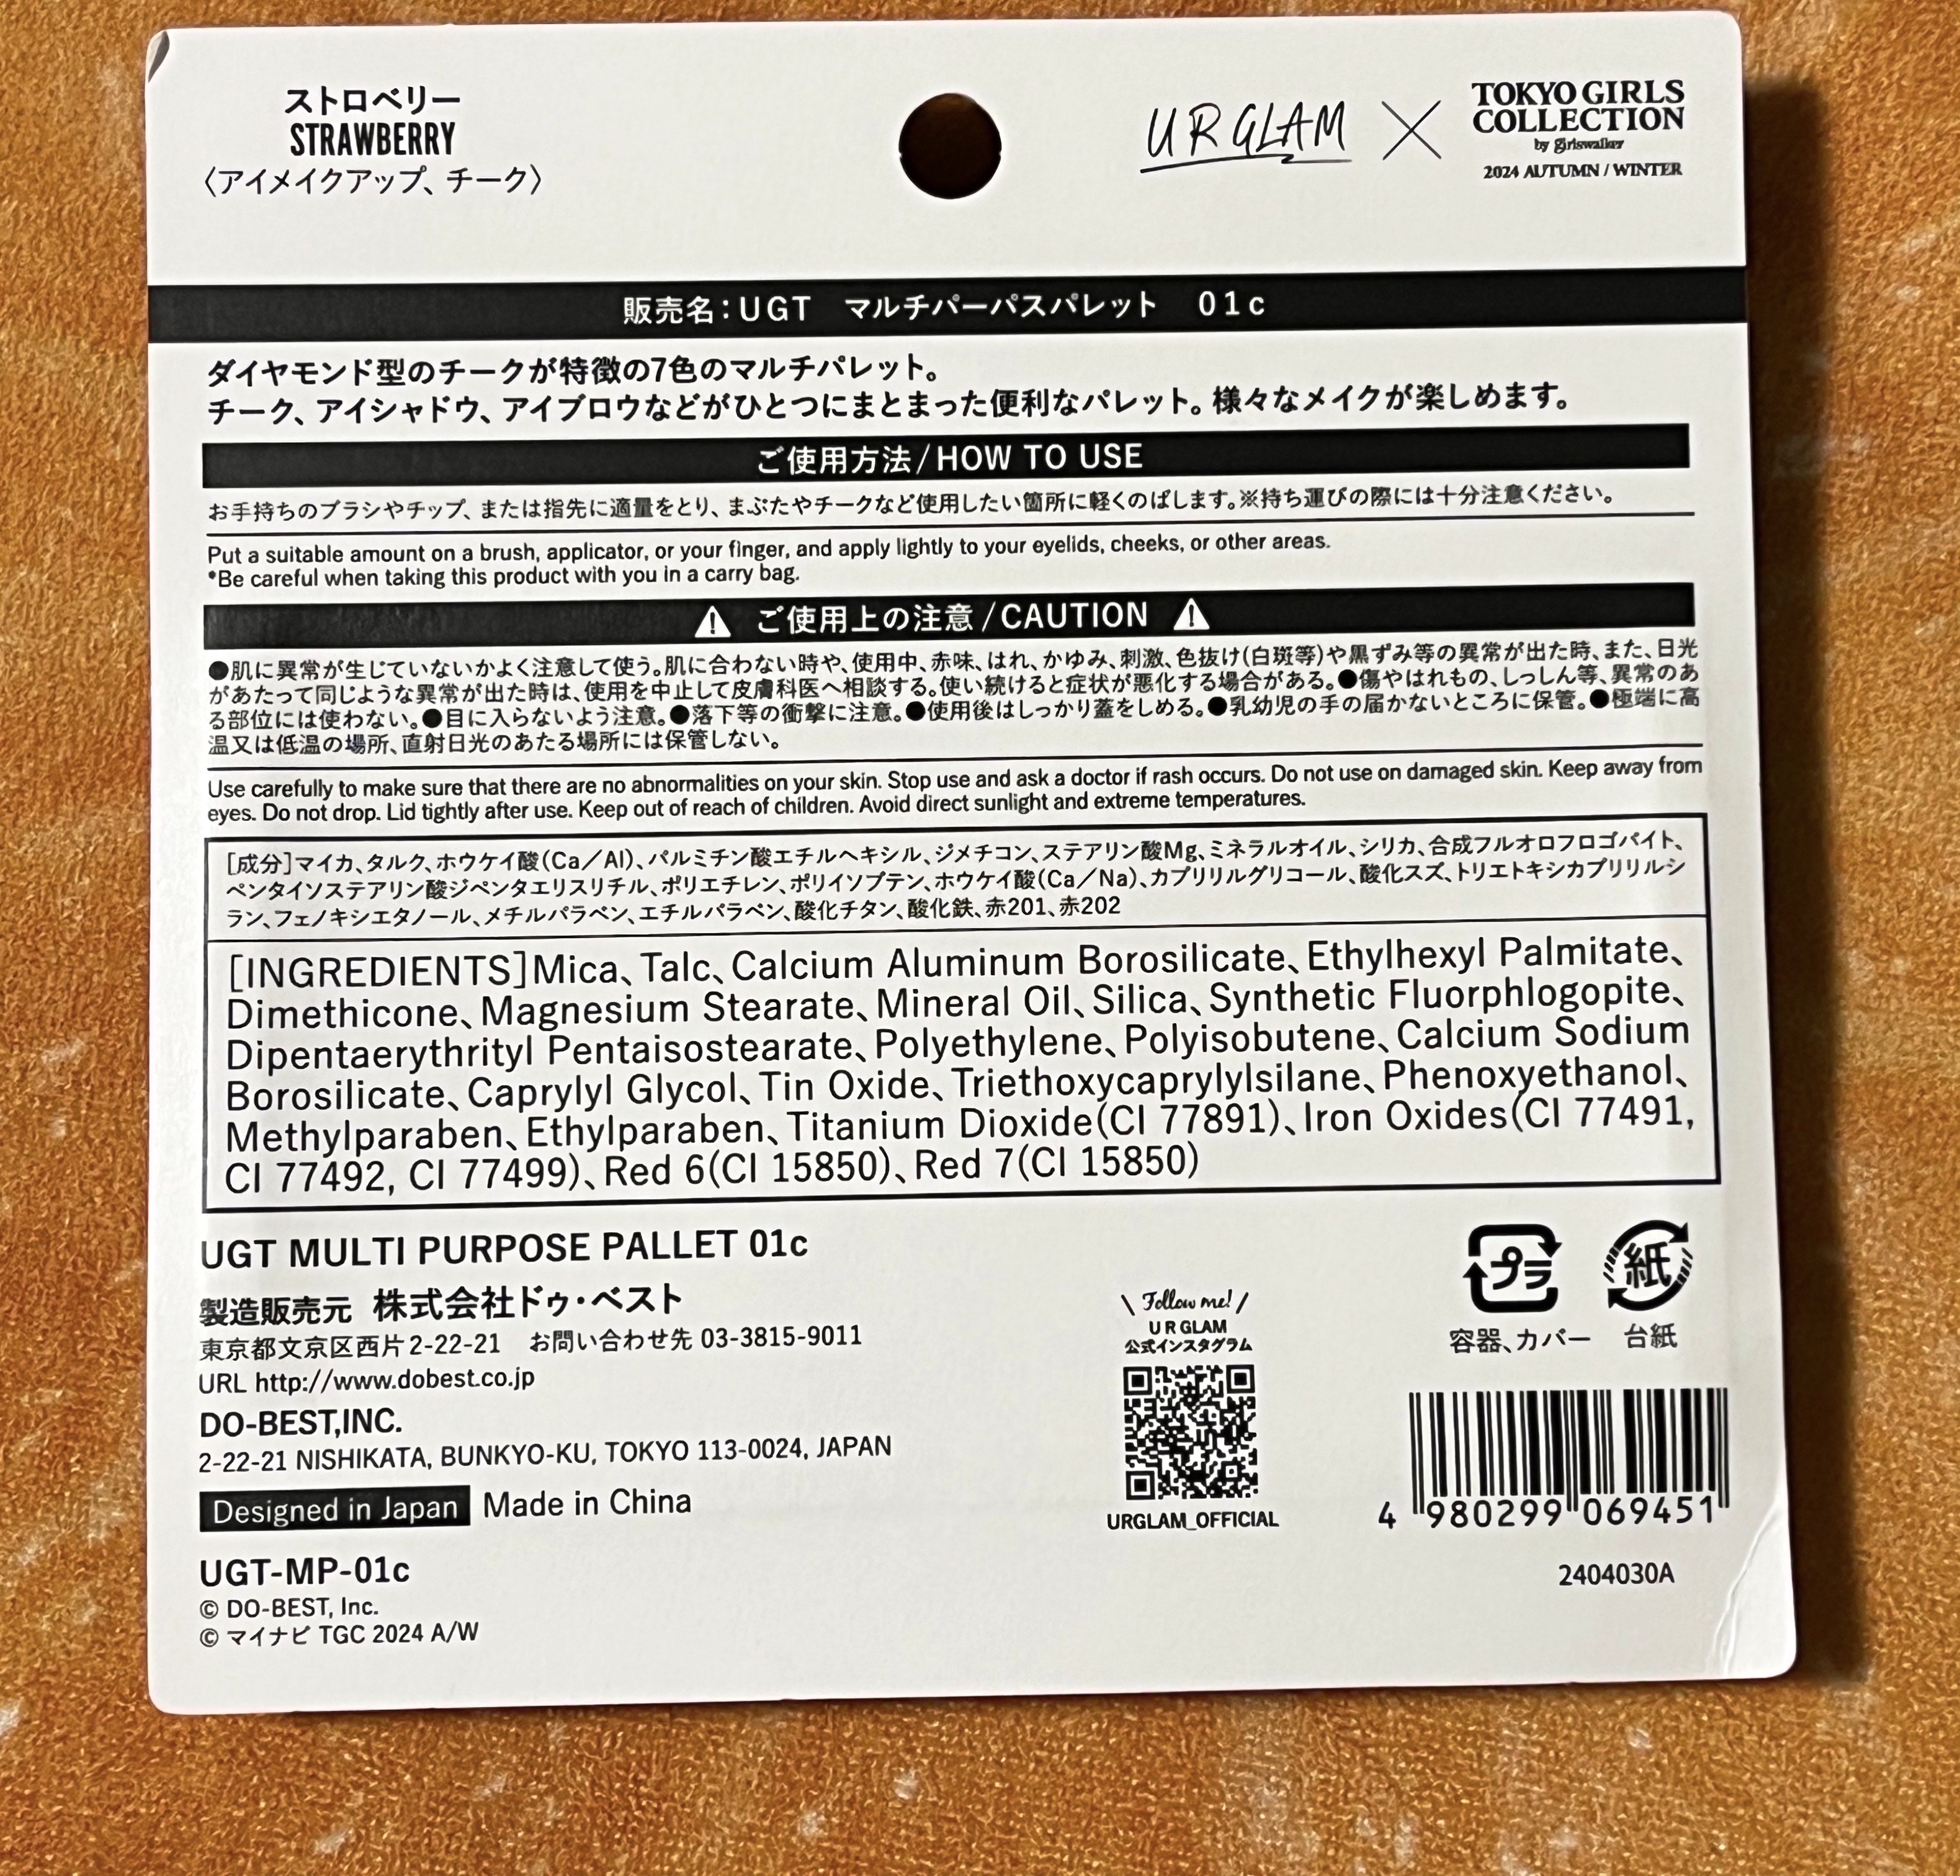 ストロベリー
STRAWBERRY
〈アイメイクアップ、チーク〉
UR GLAM × TOKYO GIRLS
COLLECTION
by girlswalker
2024 AUTUMN / WINTER
販売名：UGT　マルチパーパスパレット　01c
ダイヤモンド型のチークが特徴の7色のマルチパレット。
チーク、アイシャドウ、アイブロウなどがひとつにまとまった便利なパレット。様々なメイクが楽しめます。
ご使用方法/HOW TO USE
お手持ちのブラシやチップ、または指先に適量をとり、まぶたやチークなど使用したい箇所に軽くのばします。※持ち運びの際には十分注意ください。
Put a suitable amount on a brush, applicator, or your finger, and apply lightly to your eyelids, cheeks, or other areas.
*Be careful when taking this product with you in a carry bag.
⚠ ご使用上の注意/CAUTION ⚠
●肌に異常が生じていないかよく注意して使う。肌に合わない時や、使用中、赤味、はれ、かゆみ、刺激、色抜け(白斑等)や黒ずみ等の異常が出た時、また、日光
があたって同じような異常が出た時は、使用を中止して皮膚科医へ相談する。使い続けると症状が悪化する場合がある。●傷やはれもの、しっしん等、異常のあ
る部位には使わない。●目に入らないよう注意。●落下等の衝撃に注意。●使用後はしっかり蓋をしめる。●乳幼児の手の届かないところに保管。●極端に高
温又は低温の場所、直射日光のあたる場所には保管しない。
Use carefully to make sure that there are no abnormalities on your skin. Stop use and ask a doctor if rash occurs. Do not use on damaged skin. Keep away from
eyes. Do not drop. Lid tightly after use. Keep out of reach of children. Avoid direct sunlight and extreme temperatures.
[成分]マイカ、タルク、ホウケイ酸(Ca／Al)、パルミチン酸エチルヘキシル、ジメチコン、ステアリン酸Mg、ミネラルオイル、シリカ、合成フルオロフロゴパイト、
ペンタイソステアリン酸ジペンタエリスリチル、ポリエチレン、ポリイソブテン、ホウケイ酸(Ca／Na)、カプリリルグリコール、酸化スズ、トリエトキシカプリリルシ
ラン、フェノキシエタノール、メチルパラベン、エチルパラベン、酸化チタン、酸化鉄、赤201、赤202
[INGREDIENTS]Mica、Talc、Calcium Aluminum Borosilicate、Ethylhexyl Palmitate、
Dimethicone、Magnesium Stearate、Mineral Oil、Silica、Synthetic Fluorphlogopite、
Dipentaerythrityl Pentaisostearate、Polyethylene、Polyisobutene、Calcium Sodium
Borosilicate、Caprylyl Glycol、Tin Oxide、Triethoxycaprylylsilane、Phenoxyethanol、
Methylparaben、Ethylparaben、Titanium Dioxide(CI 77891)、Iron Oxides(CI 77491,
CI 77492, CI 77499)、Red 6(CI 15850)、Red 7(CI 15850)
UGT MULTI PURPOSE PALLET 01c
製造販売元 株式会社ドゥ・ベスト
東京都文京区西片2-22-21　お問い合わせ先 03-3815-9011
URL http://www.dobest.co.jp
DO-BEST,INC.
2-22-21 NISHIKATA, BUNKYO-KU, TOKYO 113-0024, JAPAN
Designed in Japan Made in China
UGT-MP-01c
© DO-BEST, Inc.
© マイナビ TGC 2024 A/W
\ Follow me! /
UR GLAM
公式インスタグラム
URGLAM_OFFICIAL
プラ 紙
容器、カバー 台紙
4 980299 069451
2404030A